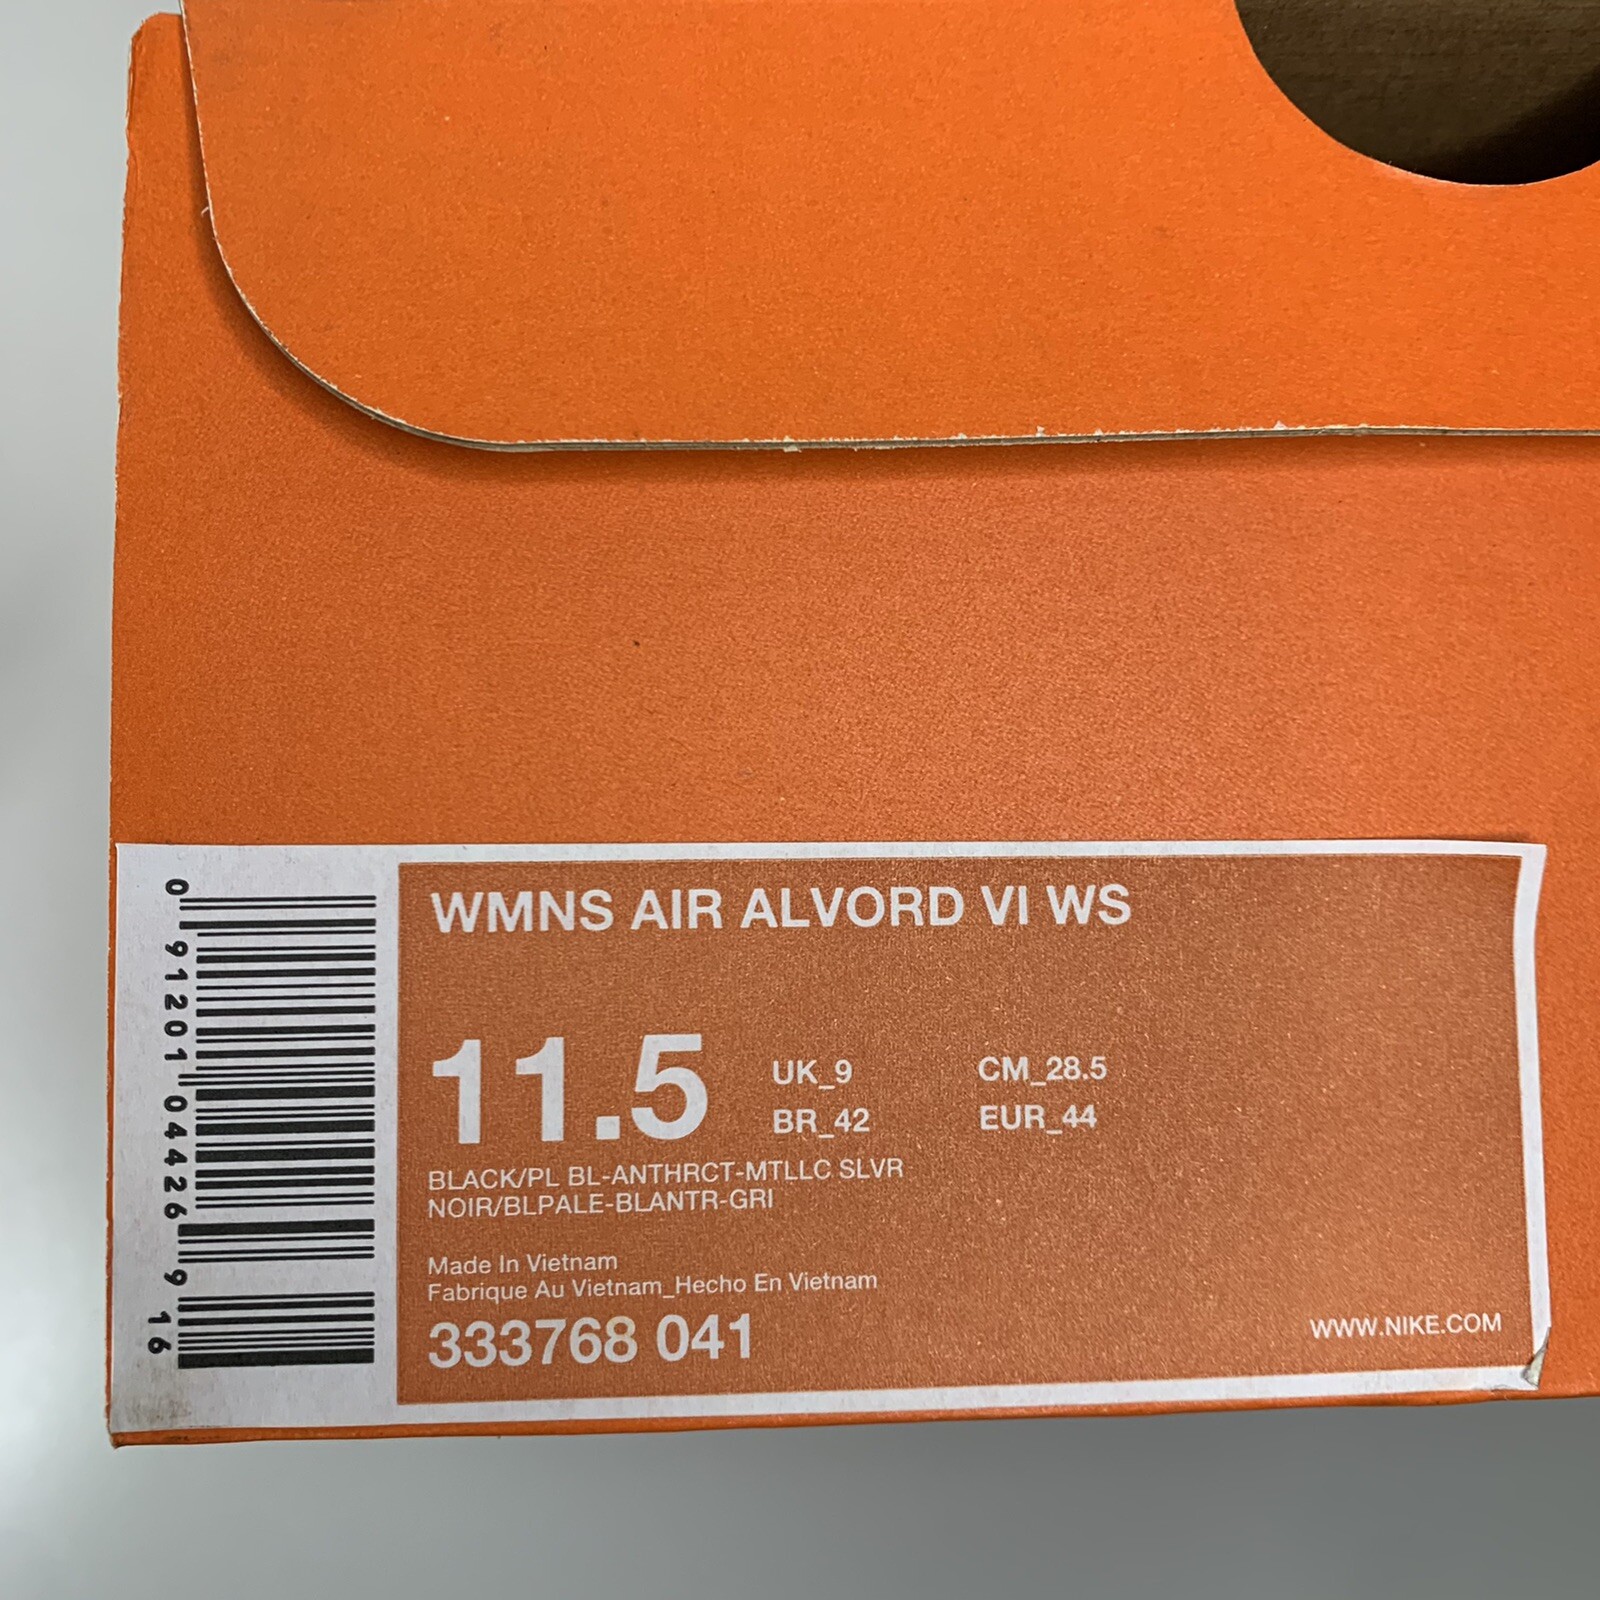 WMNS AIR ALVORD VI WS
11.5
UK_9 CM_28.5
BR_42 EUR_44
BLACK/PL BL-ANTHRCT-MTLLC SLVR
NOIR/BLPALE-BLANTR-GRI
Made In Vietnam
Fabrique Au Vietnam_Hecho En Vietnam
333768 041
WWW.NIKE.COM
0 91201 04426 9 16